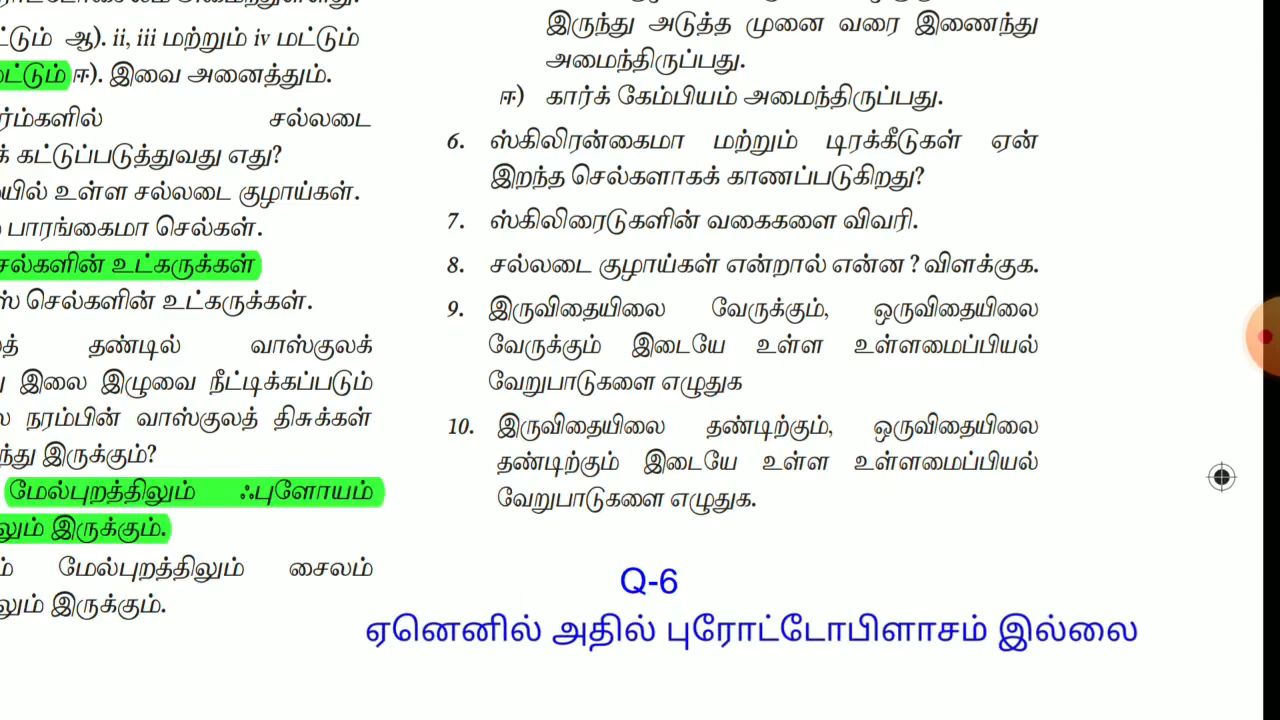 ட்டும் ஆ). ii, iii மற்றும் iv மட்டும்
மட்டும் ஈ). இவை அனைத்தும்.
சல்லடை
கட்டுப்படுத்துவது எது?
உள்ள சல்லடை குழாய்கள்.
பாரங்கைமா செல்கள்.
செல்களின் உட்கருக்கள்
செல்களின் உட்கருக்கள்.
தண்டில் வாஸ்குலக்
இலை இழுவை நீட்டிக்கப்படும்
நரம்பின் வாஸ்குலத் திசுக்கள்
இருக்கும்?
மேல்புறத்திலும் ஃபுளோயம்
இருக்கும்.
மேல்புறத்திலும் சைலம்
இருக்கும்.
இருந்து அடுத்த முனை வரை இணைந்து
அமைந்திருப்பது.
ஈ) கார்க் கேம்பியம் அமைந்திருப்பது.
6. ஸ்கிலிரன்கைமா மற்றும் டிரக்கீடுகள் ஏன்
இறந்த செல்களாகக் காணப்படுகிறது?
7. ஸ்கிலிரைடுகளின் வகைகளை விவரி.
8. சல்லடை குழாய்கள் என்றால் என்ன ? விளக்குக.
9. இருவிதையிலை வேருக்கும், ஒருவிதையிலை
வேருக்கும் இடையே உள்ள உள்ளமைப்பியல்
வேறுபாடுகளை எழுதுக
10. இருவிதையிலை தண்டிற்கும், ஒருவிதையிலை
தண்டிற்கும் இடையே உள்ள உள்ளமைப்பியல்
வேறுபாடுகளை எழுதுக.
Q-6
ஏனெனில் அதில் புரோட்டோபிளாசம் இல்லை